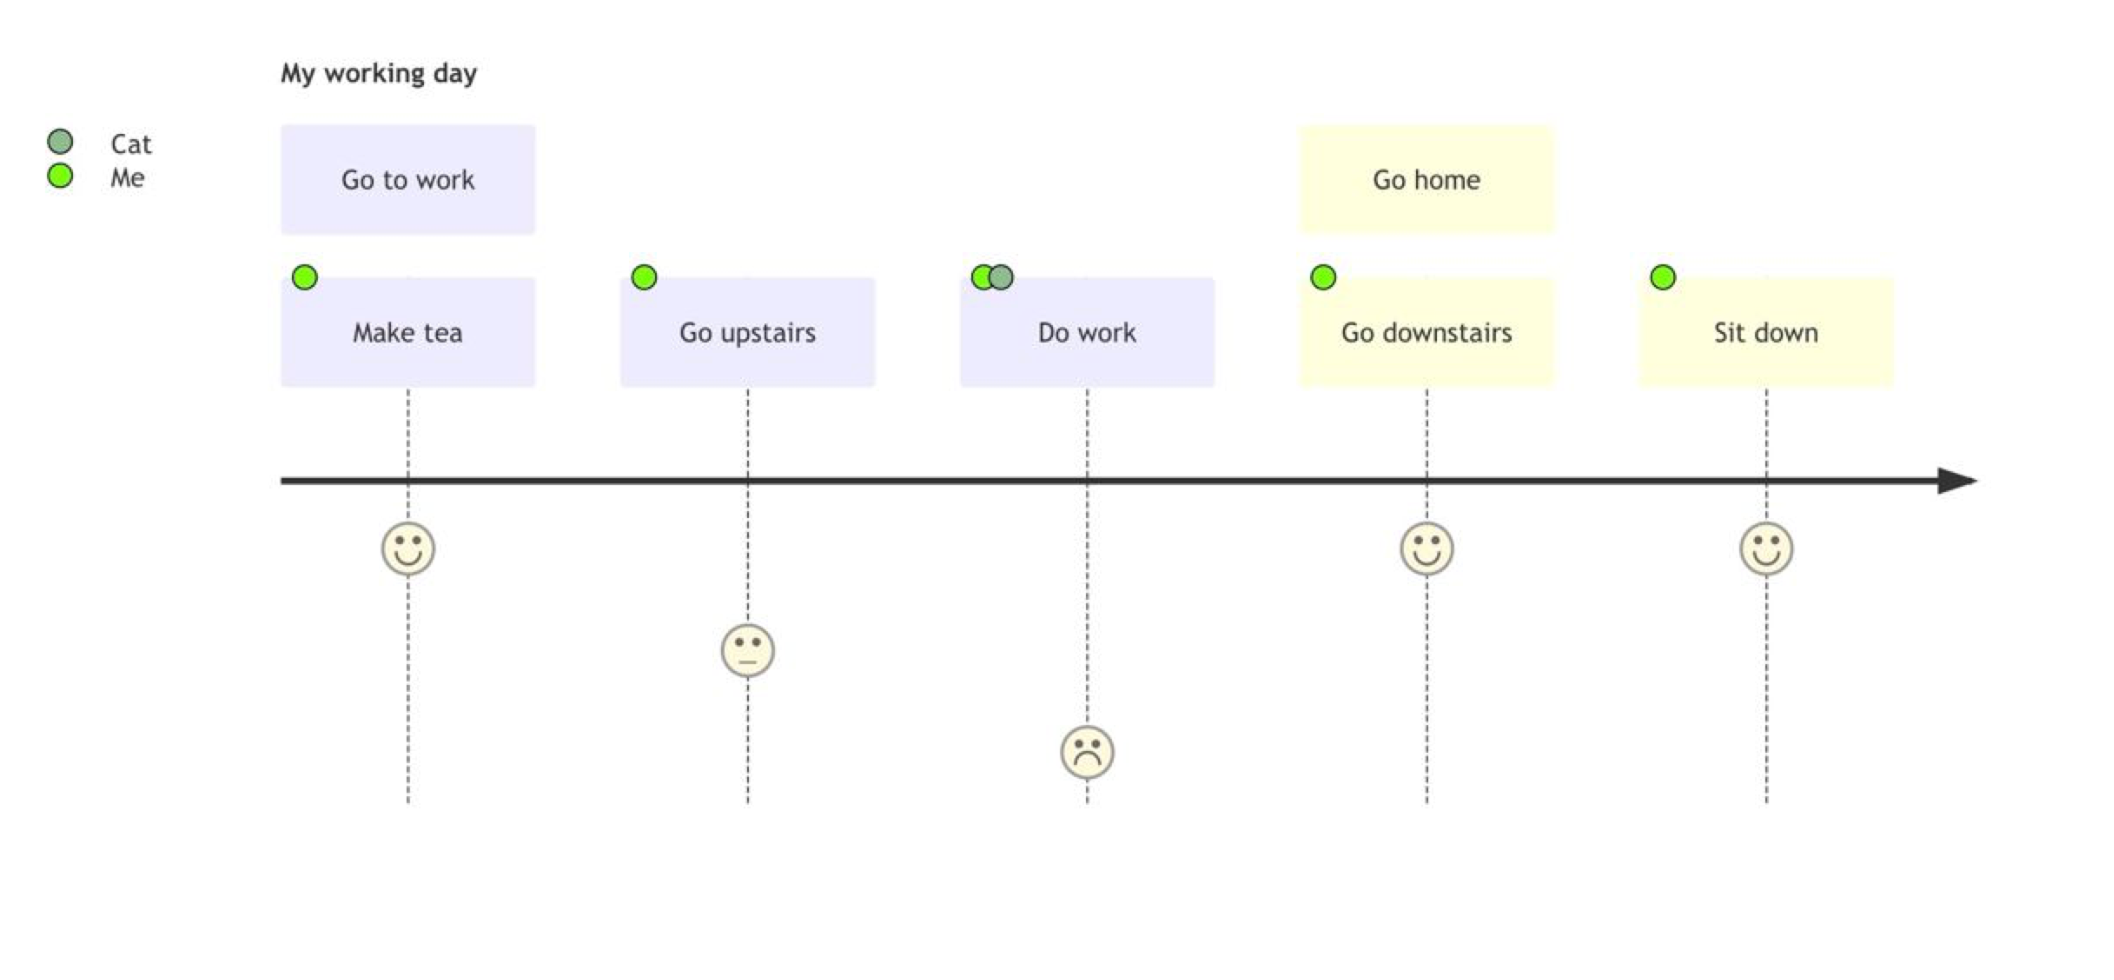 My working day
Cat
Me
Go to work
Go home
Make tea
Go upstairs
Do work
Go downstairs
Sit down